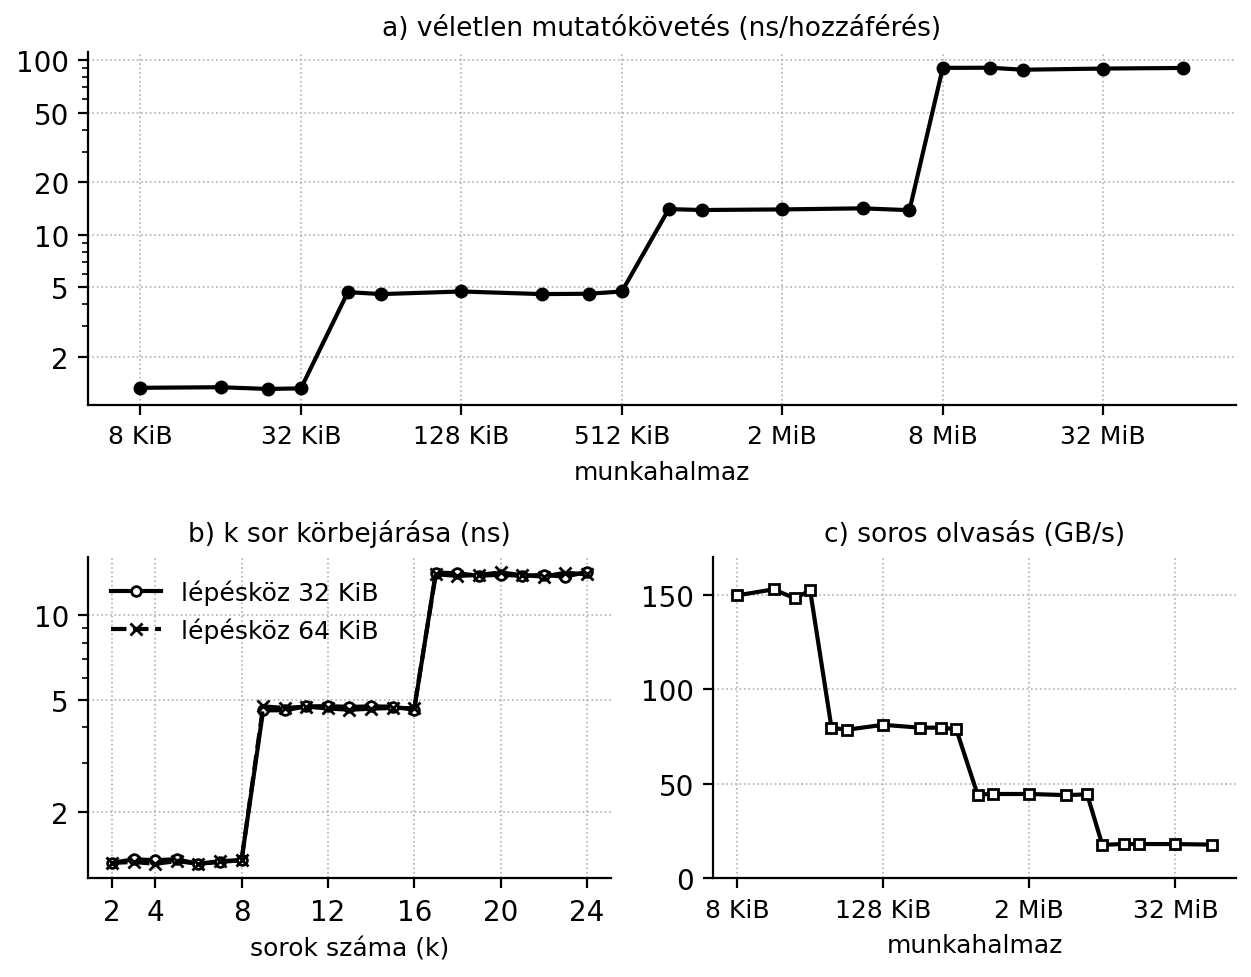 a) véletlen mutatókövetés (ns/hozzáférés)
100
50
20
10
5
2
8 KiB 32 KiB 128 KiB 512 KiB 2 MiB 8 MiB 32 MiB
munkahalmaz
b) k sor körbejárása (ns)
lépésköz 32 KiB
lépésköz 64 KiB
10
5
2
2 4 8 12 16 20 24
sorok száma (k)
c) soros olvasás (GB/s)
150
100
50
0
8 KiB 128 KiB 2 MiB 32 MiB
munkahalmaz